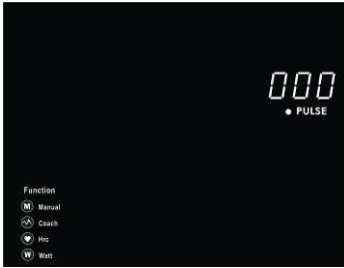 000
● PULSE
Function
M Manual
Coach
Hrc
W Watt